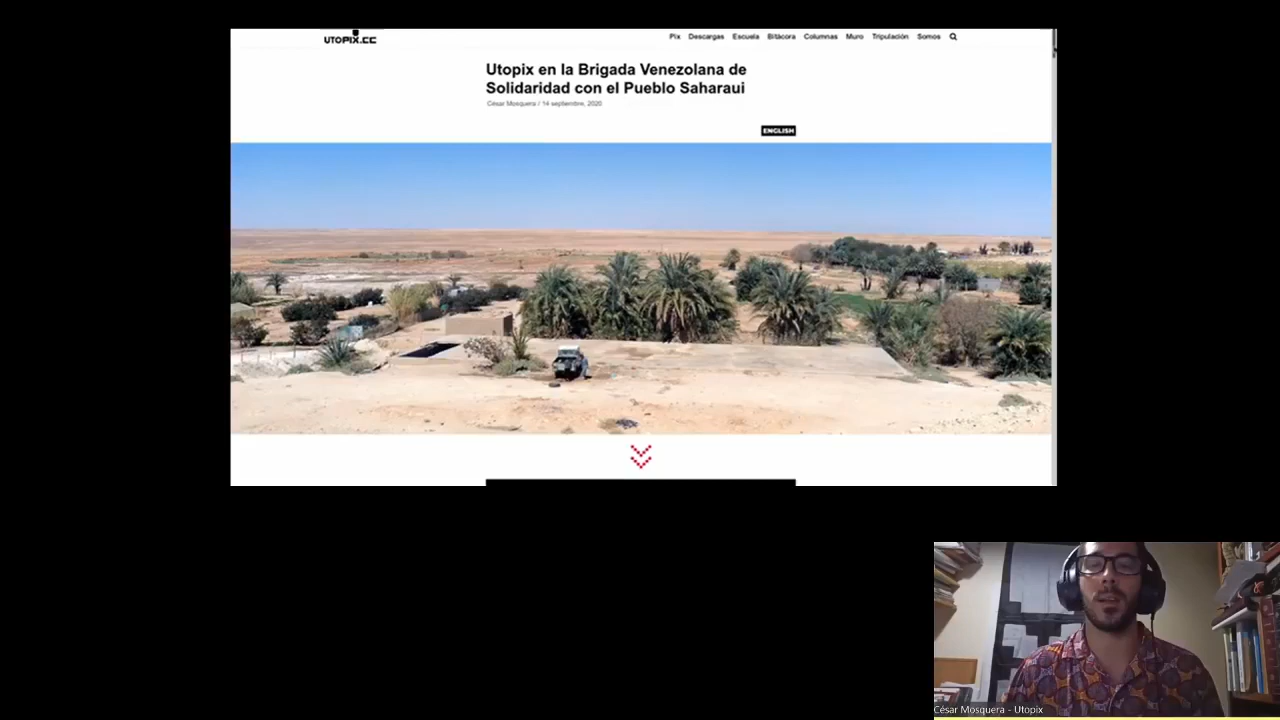 UTOPIX.CC
Pix Descargas Escuela Bitácora Columnas Muro Tripulación Somos
Utopix en la Brigada Venezolana de
Solidaridad con el Pueblo Saharaui
César Mosquera / 14 septiembre, 2020
ENGLISH
César Mosquera - Utopix